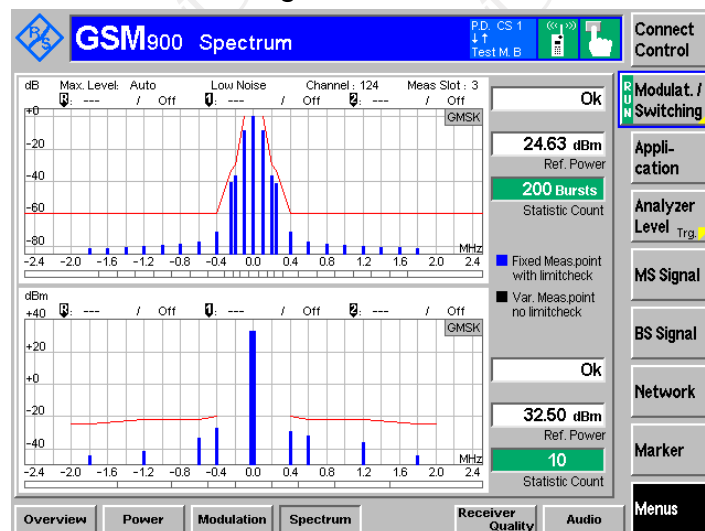 GSM900 Spectrum
P.D. CS 1
Test M. B
Connect Control
dB Max. Level: Auto Low Noise Channel : 124 Meas Slot : 3
R: --- / Off 1: --- / Off 2: --- / Off
GMSK
+0
-20
-40
-60
-80
MHz
-2.4 -2.0 -1.6 -1.2 -0.8 -0.4 0.0 0.4 0.8 1.2 1.6 2.0 2.4
Ok
24.63 dBm
Ref. Power
200 Bursts
Statistic Count
Fixed Meas.point
with limitcheck
Var. Meas.point
no limitcheck
dBm
R: --- / Off 1: --- / Off 2: --- / Off
GMSK
+40
+20
+0
-20
-40
MHz
-2.4 -2.0 -1.6 -1.2 -0.8 -0.4 0.0 0.4 0.8 1.2 1.6 2.0 2.4
Ok
32.50 dBm
Ref. Power
10
Statistic Count
RUN
Modulat. /
Switching
Appli-
cation
Analyzer
Level Trg.
MS Signal
BS Signal
Network
Marker
Menus
Overview Power Modulation Spectrum Receiver Quality Audio